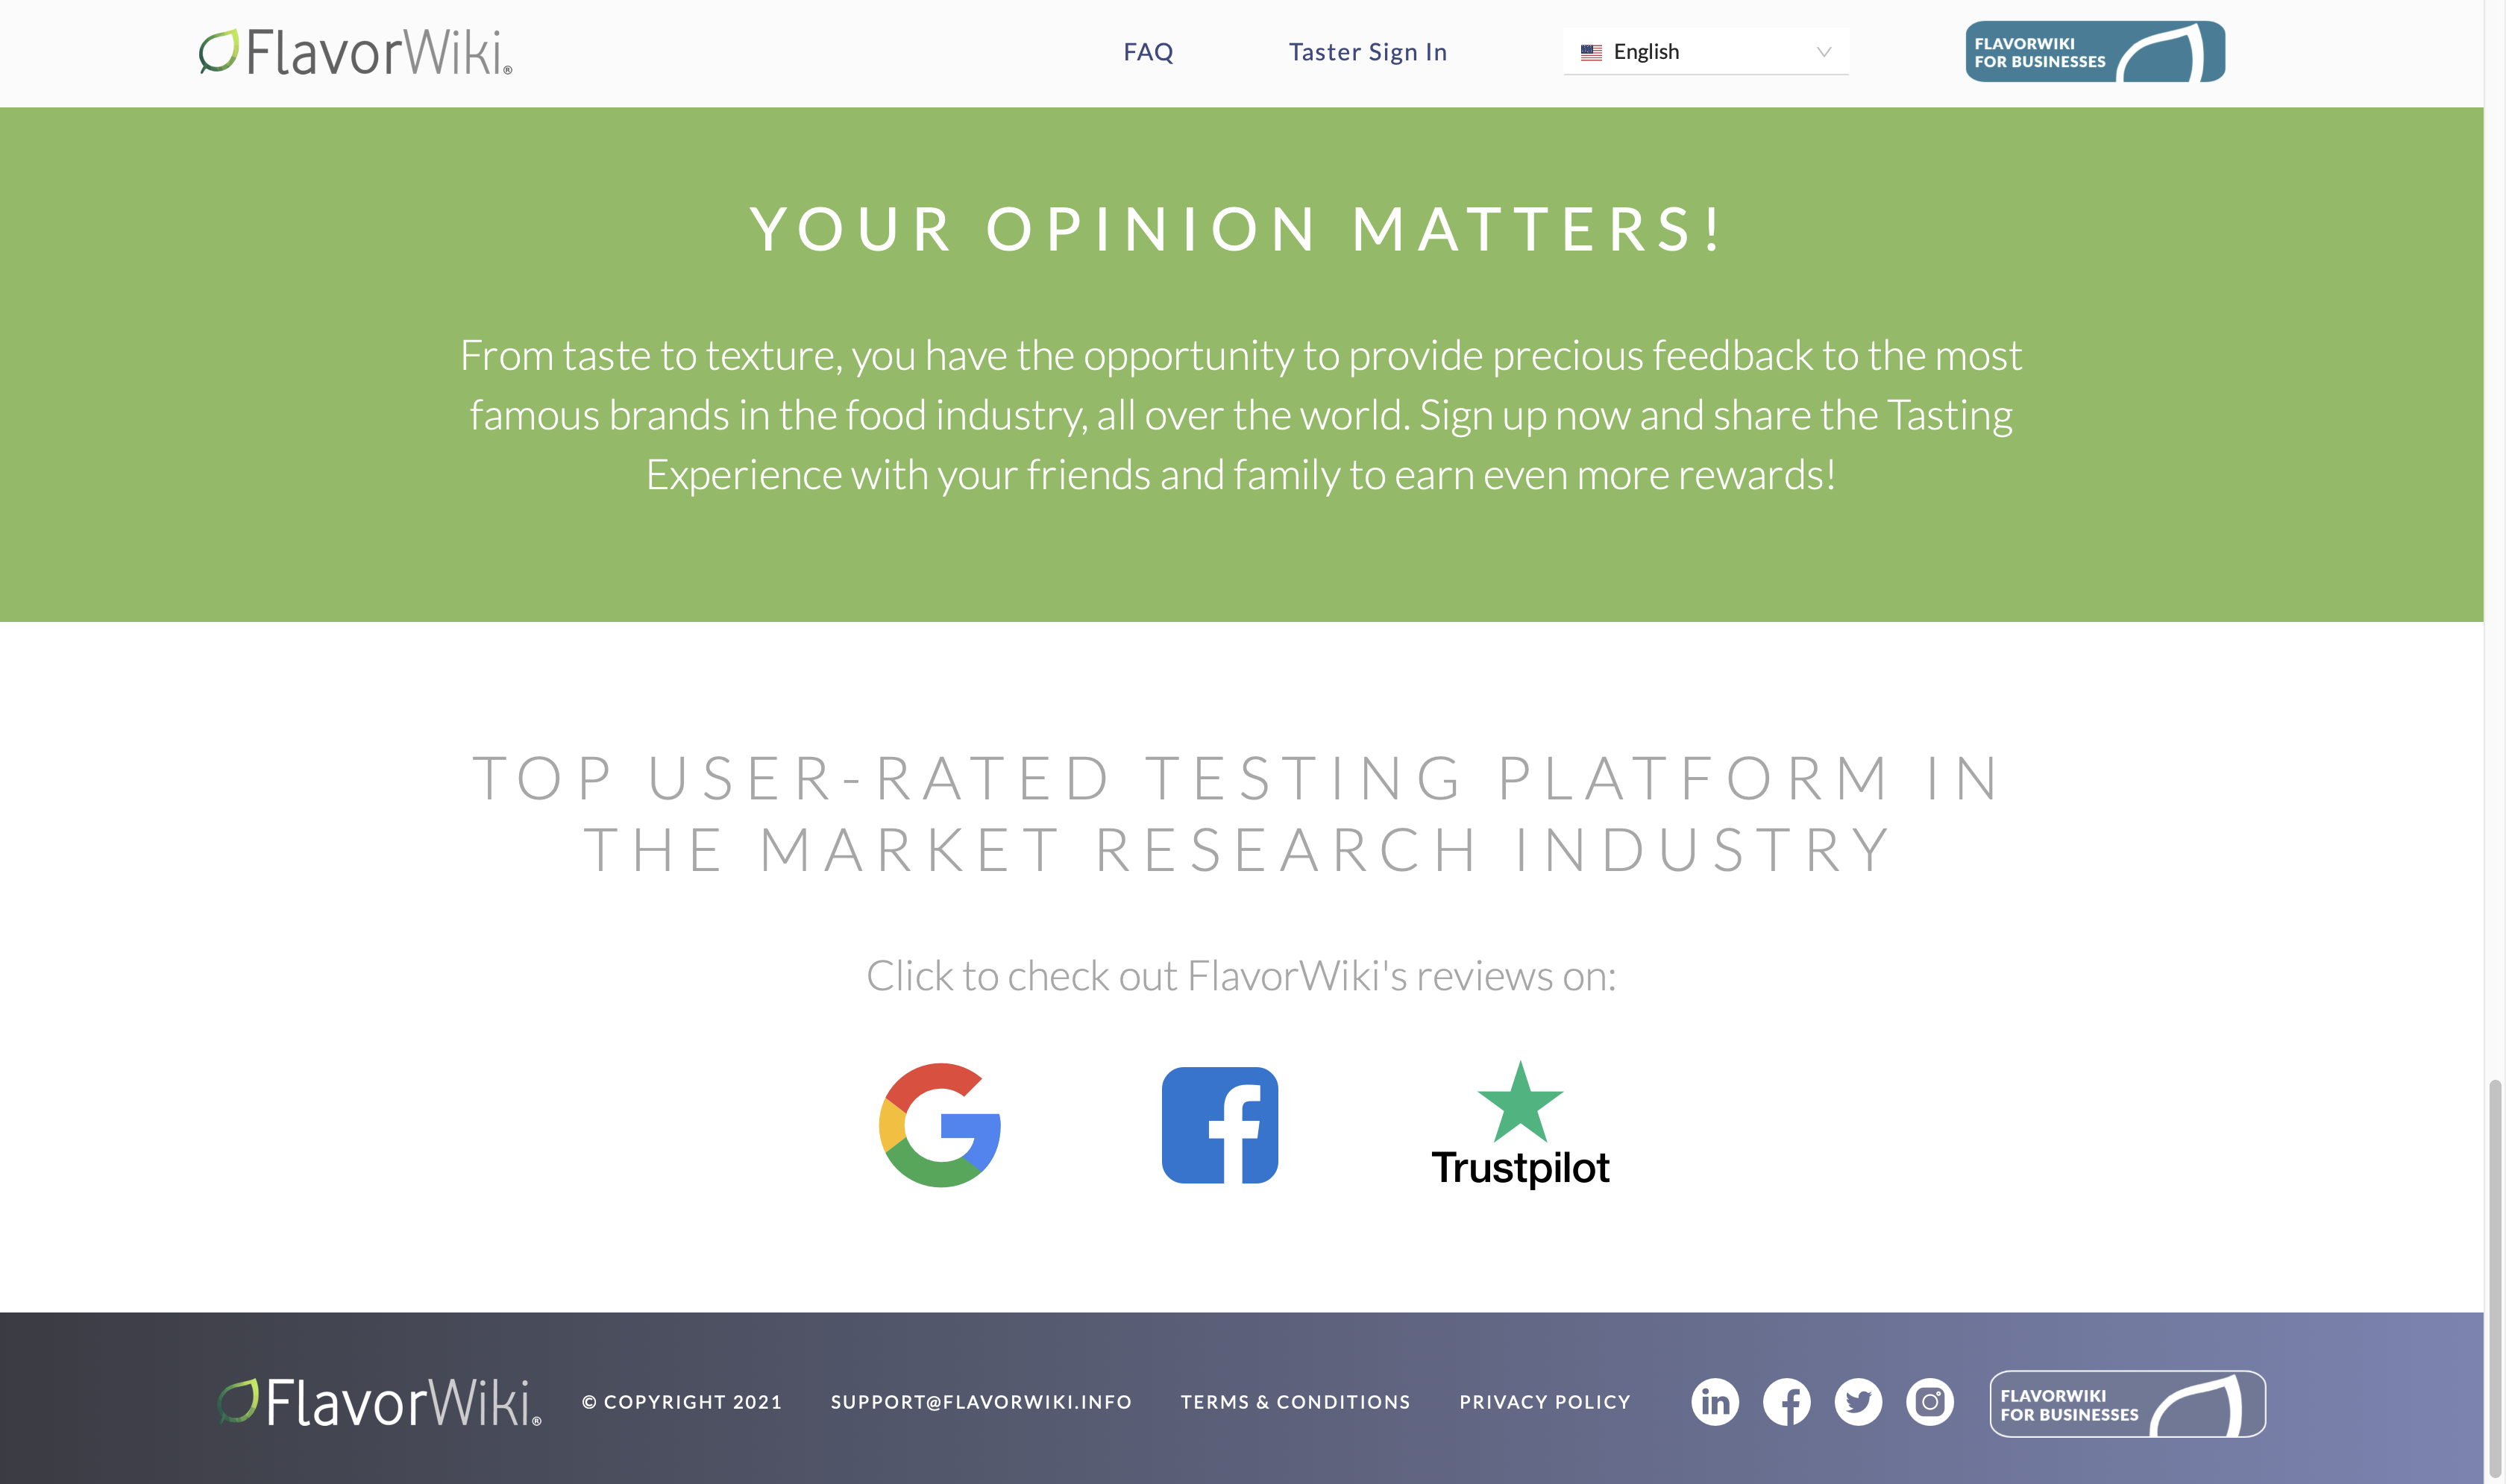 FlavorWiki®
FAQ
Taster Sign In
English
FLAVORWIKI
FOR BUSINESSES
YOUR OPINION MATTERS!
From taste to texture, you have the opportunity to provide precious feedback to the most
famous brands in the food industry, all over the world. Sign up now and share the Tasting
Experience with your friends and family to earn even more rewards!
TOP USER-RATED TESTING PLATFORM IN
THE MARKET RESEARCH INDUSTRY
Click to check out FlavorWiki's reviews on:
Trustpilot
FlavorWiki®
© COPYRIGHT 2021
SUPPORT@FLAVORWIKI.INFO
TERMS & CONDITIONS
PRIVACY POLICY
FLAVORWIKI
FOR BUSINESSES